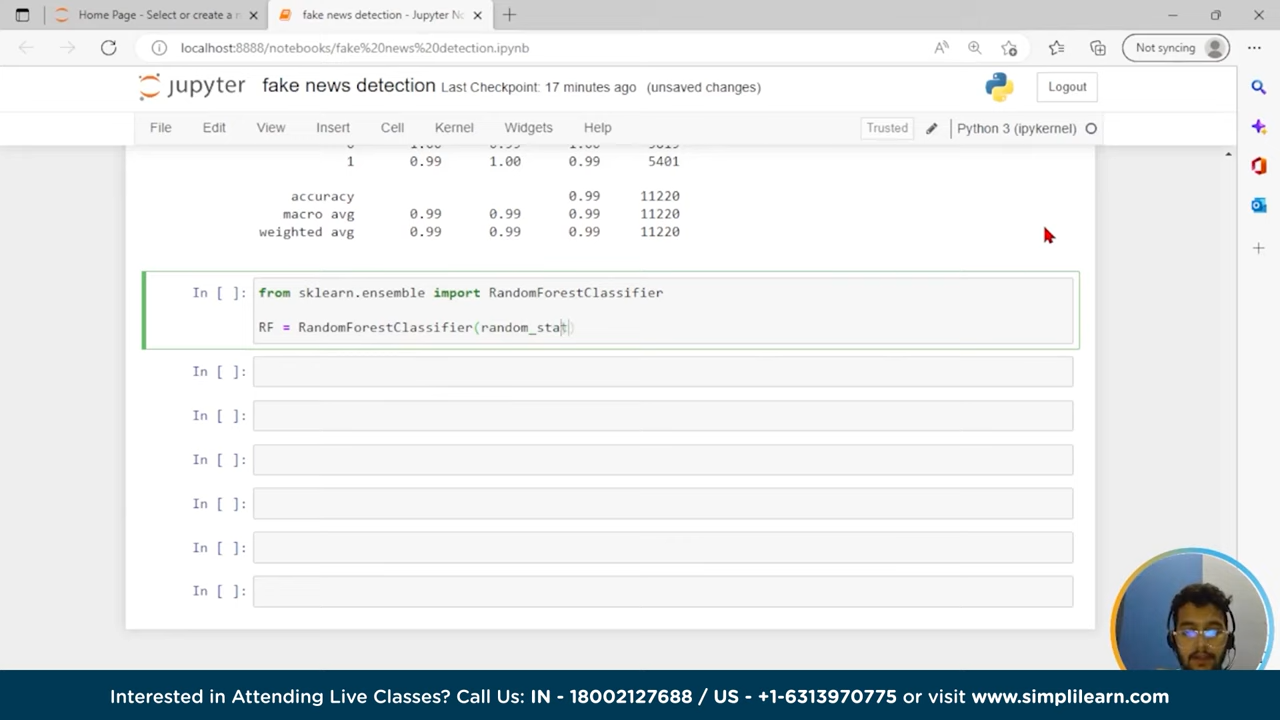 Home Page - Select or create a n
fake news detection - Jupyter No
localhost:8888/notebooks/fake%20news%20detection.ipynb
Not syncing
jupyter fake news detection Last Checkpoint: 17 minutes ago (unsaved changes)
Logout
File Edit View Insert Cell Kernel Widgets Help
Trusted
Python 3 (ipykernel)
1 0.99 1.00 0.99 5401
accuracy 0.99 11220
macro avg 0.99 0.99 0.99 11220
weighted avg 0.99 0.99 0.99 11220
In [ ]: from sklearn.ensemble import RandomForestClassifier
RF = RandomForestClassifier(random_stat)
In [ ]:
In [ ]:
In [ ]:
In [ ]:
In [ ]:
In [ ]:
Interested in Attending Live Classes? Call Us: IN - 18002127688 / US - +1-6313970775 or visit www.simplilearn.com